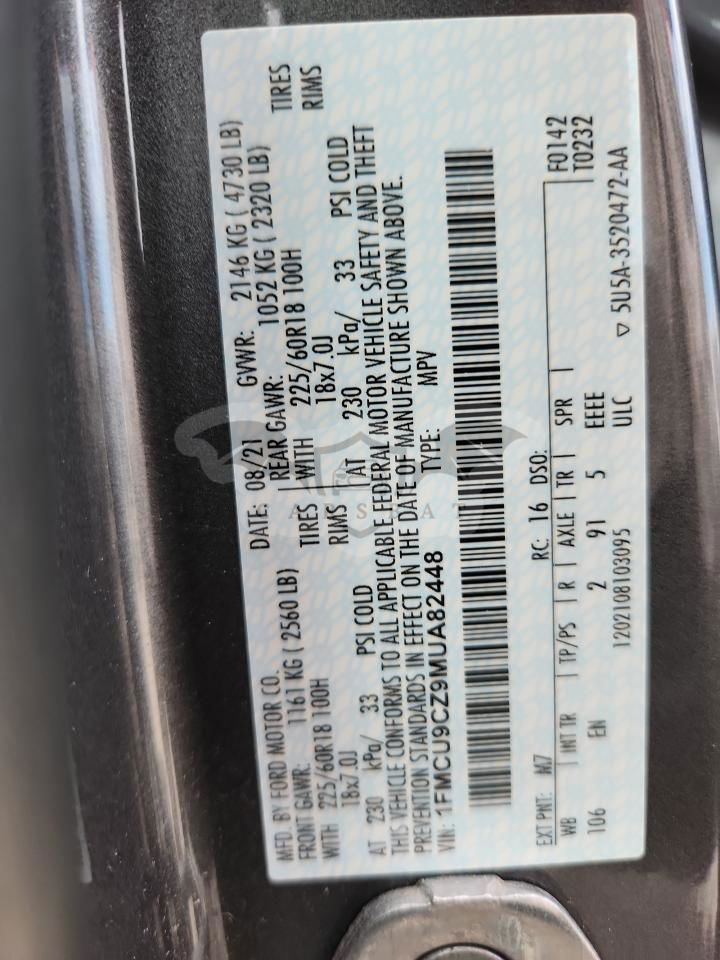 MFD. BY FORD MOTOR CO.
DATE: 08/21 GVWR: 2146 KG ( 4730 LB)
FRONT GAWR: 1161 KG ( 2560 LB) REAR GAWR: 1052 KG ( 2320 LB)
WITH 225/60R18 100H TIRES WITH 225/60R18 100H TIRES
18x7.0J RIMS 18x7.0J RIMS
AT 230 kPa/ 33 PSI COLD AT 230 kPa/ 33 PSI COLD
THIS VEHICLE CONFORMS TO ALL APPLICABLE FEDERAL MOTOR VEHICLE SAFETY AND THEFT
PREVENTION STANDARDS IN EFFECT ON THE DATE OF MANUFACTURE SHOWN ABOVE.
VIN: 1FMCU9CZ9MUA82448 TYPE: MPV
EXT PNT: M7 RC: 16 DSO: F0142
WB INT TR TP/PS R AXLE TR SPR T0232
106 EN 2 91 5 EEEE
1202108103095 ULC ▽ 5U5A-3520472-AA